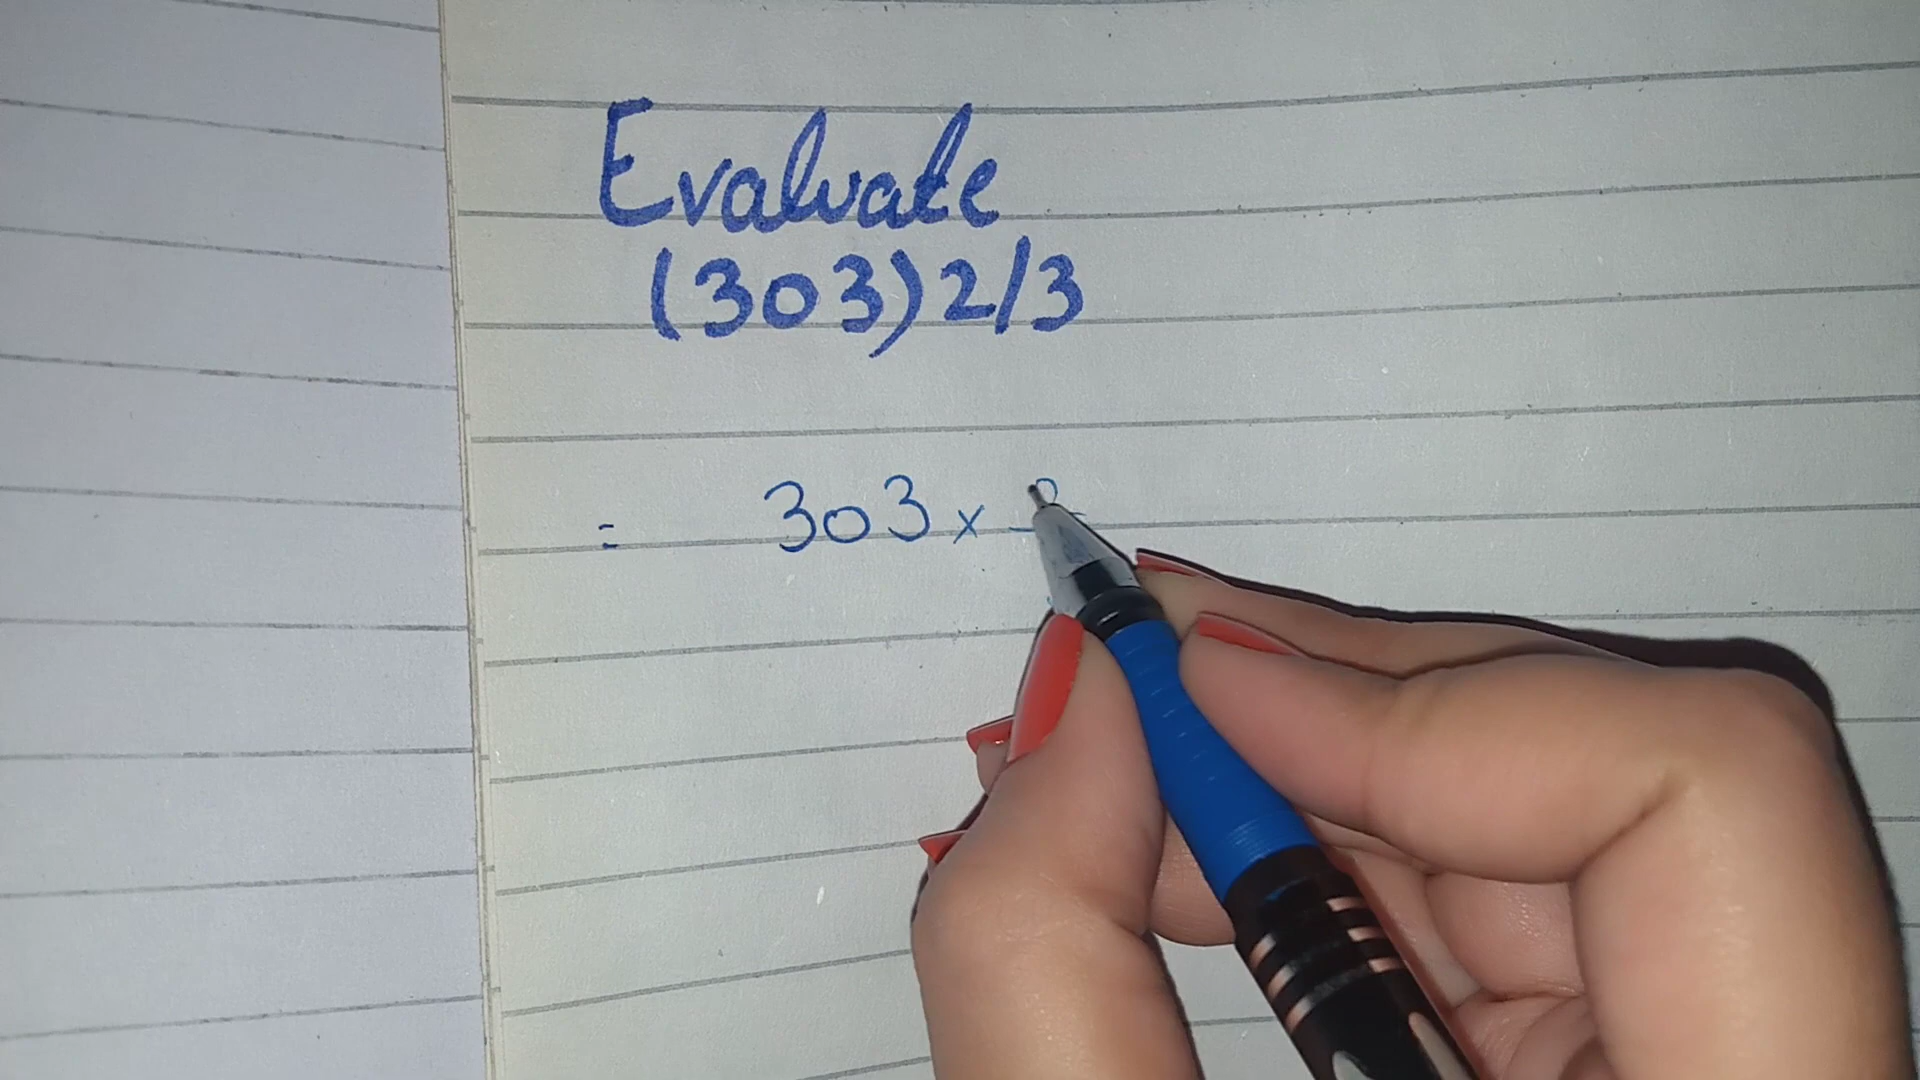 Evaluate
(303)2/3
= 303 ×